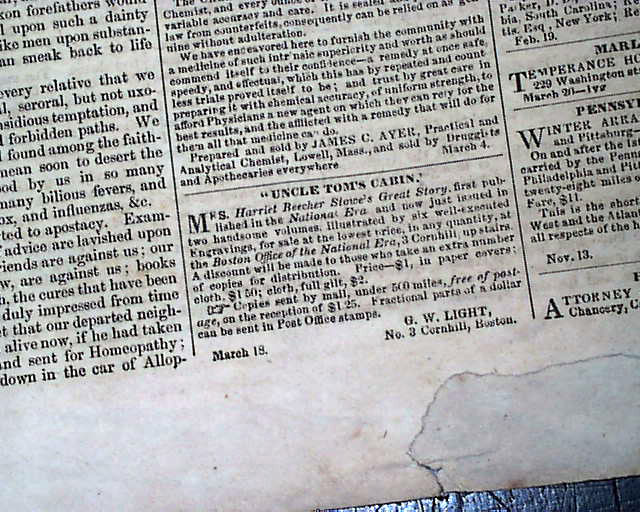 xon forefathers would
l upon such a dainty
like men upon substan-
an sneak back to life
every relative that we
l, seroral, but not uxo-
sidious temptation, and
l forbidden paths. We
l found among the faith-
mean soon to desert the
ood by us in so many
many bilious fevers, and
ox, and influenzas, &c.
ted to apostacy. Exam-
f advice are lavished upon
iends are against us; our
w, are against us; books
n, the cures that have been
duly impressed from time
et that our departed neigh-
alive now, if he had taken
and sent for Homeopathy;
down in the car of Allop-
Chemist, and every ounce
variable accuracy and care. It is sealed and
law from counterfeits, consequently can be relied on as gen-
uine without adulteration.
We have endeavored here to furnish the community with
a medicine of such intrinsic superiority and worth as should
commend itself to their confidence—a remedy at once safe,
speedy, and effectual, which this has by repeated and count
less trials proved itself to be; and trust by great care in
preparing it with chemical accuracy, of uniform strength, to
afford Physicians a new agent on which they can rely for the
best results, and the afflicted with a remedy that will do for
them all that medicine can do.
Prepared and sold by JAMES C. AYER, Practical and
Analytical Chemist, Lowell, Mass., and sold by Druggists
and Apothecaries everywhere March 4.
"UNCLE TOM'S CABIN."
MRS. Harriet Beecher Stowe's Great Story, first pub-
lished in the National Era and now just issued in
two handsome volumes, illustrated by six well-executed
Engravings, for sale at the lowest price, in any quantity, at
the Boston Office of the National Era, 3 Cornhill, up stairs.
A discount will be made to those who take an extra number
of copies for distribution. Price—$1, in paper covers;
cloth, $1 50; cloth, full gilt, $2.
☞ Copies sent by mail, under 500 miles, free of post-
age, on the reception of $1 25. Fractional parts of a dollar
can be sent in Post Office stamps.
G. W. LIGHT,
March 18. No. 3 Cornhill, Boston.
bia, South Carolina;
tis, Esq, New York;
Feb. 19.
TEMPERANCE HO
229 Washington s
March 20—1yy
PENNSY
WINTER ARRA
and Pittsburg
On and after the
carried by the Penn
Philadelphia and Pi
twenty-eight miles o
Fare, $11.
This is the short
West and the Atla
all respects of the h
Nov. 13.
ATTORNEY
Chancery,